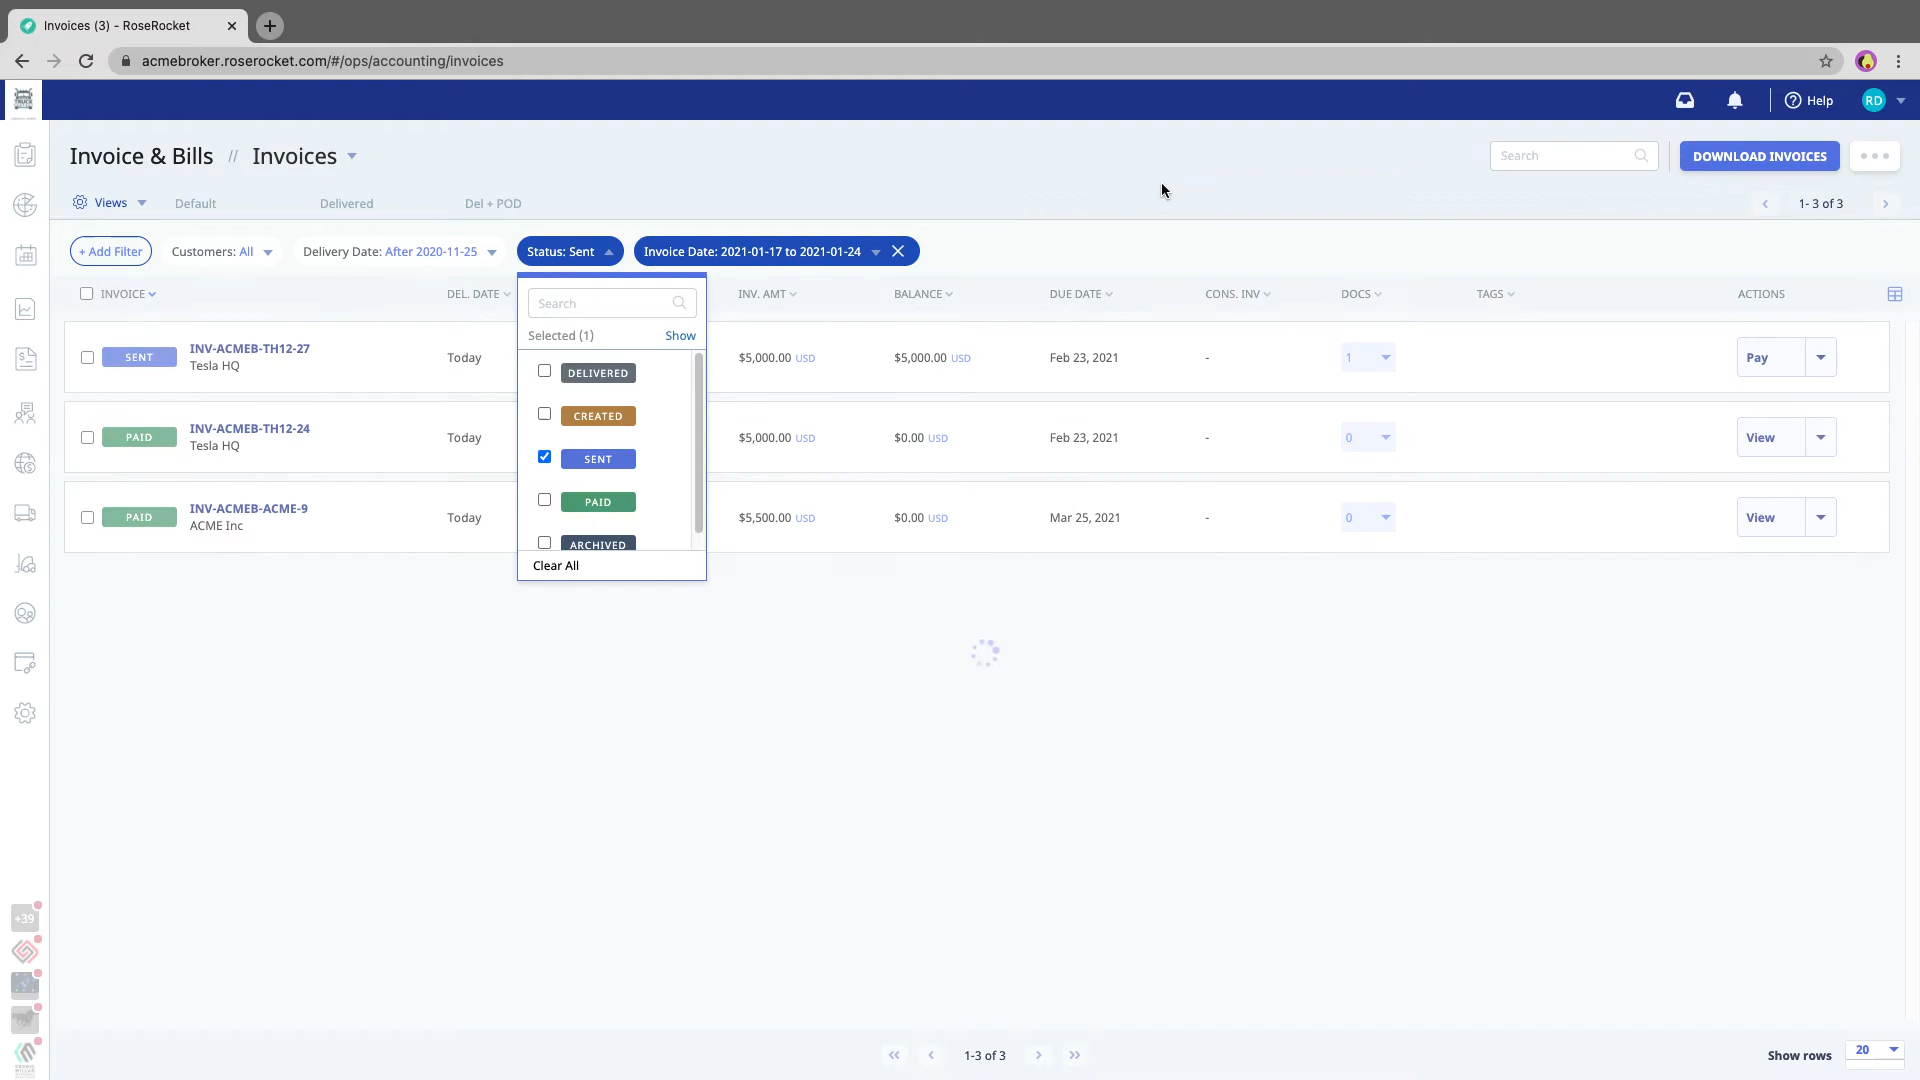 Invoices (3) - RoseRocket
acmebroker.roserocket.com/#/ops/accounting/invoices
TRUCK
Help
RD
Invoice & Bills // Invoices
Search
DOWNLOAD INVOICES
Views
Default
Delivered
Del + POD
1- 3 of 3
+ Add Filter
Customers: All
Delivery Date: After 2020-11-25
Status: Sent
Invoice Date: 2021-01-17 to 2021-01-24
INVOICE
DEL. DATE
INV. AMT
BALANCE
DUE DATE
CONS. INV
DOCS
TAGS
ACTIONS
Search
Selected (1)
Show
DELIVERED
CREATED
SENT
PAID
ARCHIVED
Clear All
SENT
INV-ACMEB-TH12-27
Tesla HQ
Today
$5,000.00 USD
$5,000.00 USD
Feb 23, 2021
-
1
Pay
PAID
INV-ACMEB-TH12-24
Tesla HQ
Today
$5,000.00 USD
$0.00 USD
Feb 23, 2021
-
0
View
PAID
INV-ACMEB-ACME-9
ACME Inc
Today
$5,500.00 USD
$0.00 USD
Mar 25, 2021
-
0
View
+39
1-3 of 3
Show rows
20